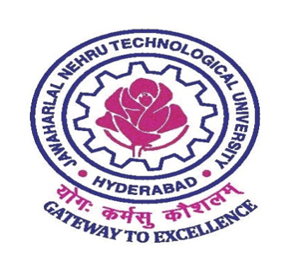 JAWAHARLAL NEHRU TECHNOLOGICAL UNIVERSITY
• HYDERABAD •
योगः कर्मसु कौशलम्
GATEWAY TO EXCELLENCE